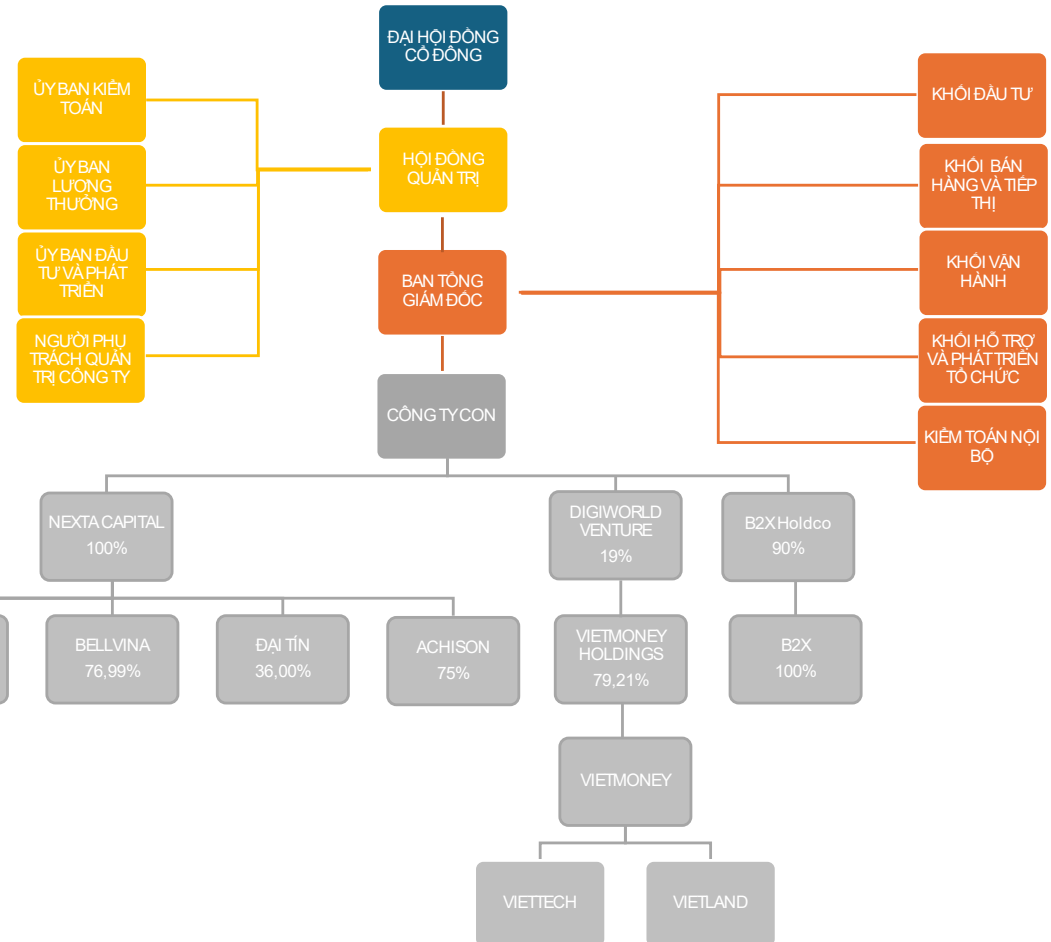 ĐẠI HỘI ĐỒNG
CỔ ĐÔNG
ỦY BAN KIỂM
TOÁN
ỦY BAN
LƯƠNG
THƯỞNG
ỦY BAN ĐẦU
TƯ VÀ PHÁT
TRIỂN
NGƯỜI PHỤ
TRÁCH QUẢN
TRỊ CÔNG TY
HỘI ĐỒNG
QUẢN TRỊ
BAN TỔNG
GIÁM ĐỐC
KHỐI ĐẦU TƯ
KHỐI BÁN
HÀNG VÀ TIẾP
THỊ
KHỐI VẬN
HÀNH
KHỐI HỖ TRỢ
VÀ PHÁT TRIỂN
TỔ CHỨC
KIỂM TOÁN NỘI
BỘ
CÔNG TY CON
NEXTA CAPITAL
100%
DIGIWORLD
VENTURE
19%
B2X Holdco
90%
BELLVINA
76,99%
ĐẠI TÍN
36,00%
ACHISON
75%
VIETMONEY
HOLDINGS
79,21%
B2X
100%
VIETMONEY
VIETTECH
VIETLAND